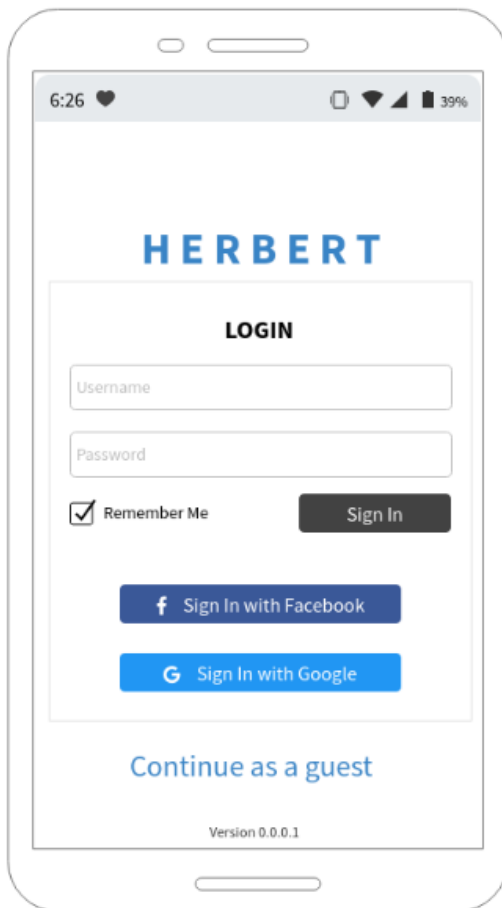 6:26 39%
HERBERT
LOGIN
Username
Password
Remember Me Sign In
Sign In with Facebook
Sign In with Google
Continue as a guest
Version 0.0.0.1